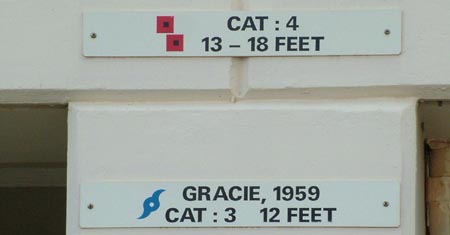 CAT : 4
13 – 18 FEET
GRACIE, 1959
CAT : 3 12 FEET